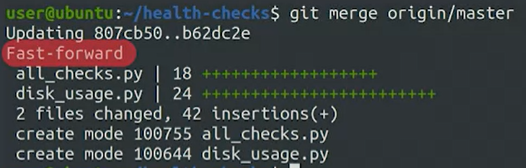 user@ubuntu:~/health-checks$ git merge origin/master
Updating 807cb50..b62dc2e
Fast-forward
 all_checks.py | 18 ++++++++++++++++++
 disk_usage.py | 24 ++++++++++++++++++++++++
 2 files changed, 42 insertions(+)
 create mode 100755 all_checks.py
 create mode 100644 disk_usage.py